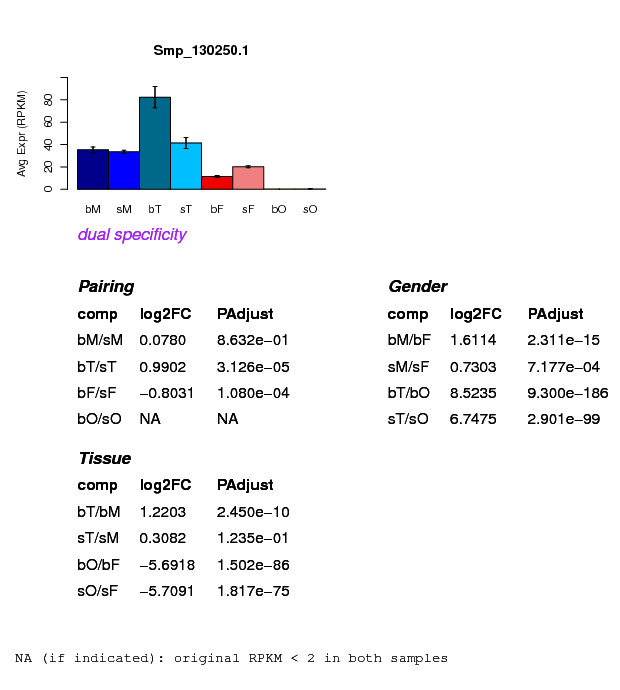 Smp_130250.1
Avg Expr (RPKM)
0 20 40 60 80
bM sM bT sT bF sF bO sO
dual specificity
Pairing
comp log2FC PAdjust
bM/sM 0.0780 8.632e−01
bT/sT 0.9902 3.126e−05
bF/sF −0.8031 1.080e−04
bO/sO NA NA
Gender
comp log2FC PAdjust
bM/bF 1.6114 2.311e−15
sM/sF 0.7303 7.177e−04
bT/bO 8.5235 9.300e−186
sT/sO 6.7475 2.901e−99
Tissue
comp log2FC PAdjust
bT/bM 1.2203 2.450e−10
sT/sM 0.3082 1.235e−01
bO/bF −5.6918 1.502e−86
sO/sF −5.7091 1.817e−75
NA (if indicated): original RPKM < 2 in both samples